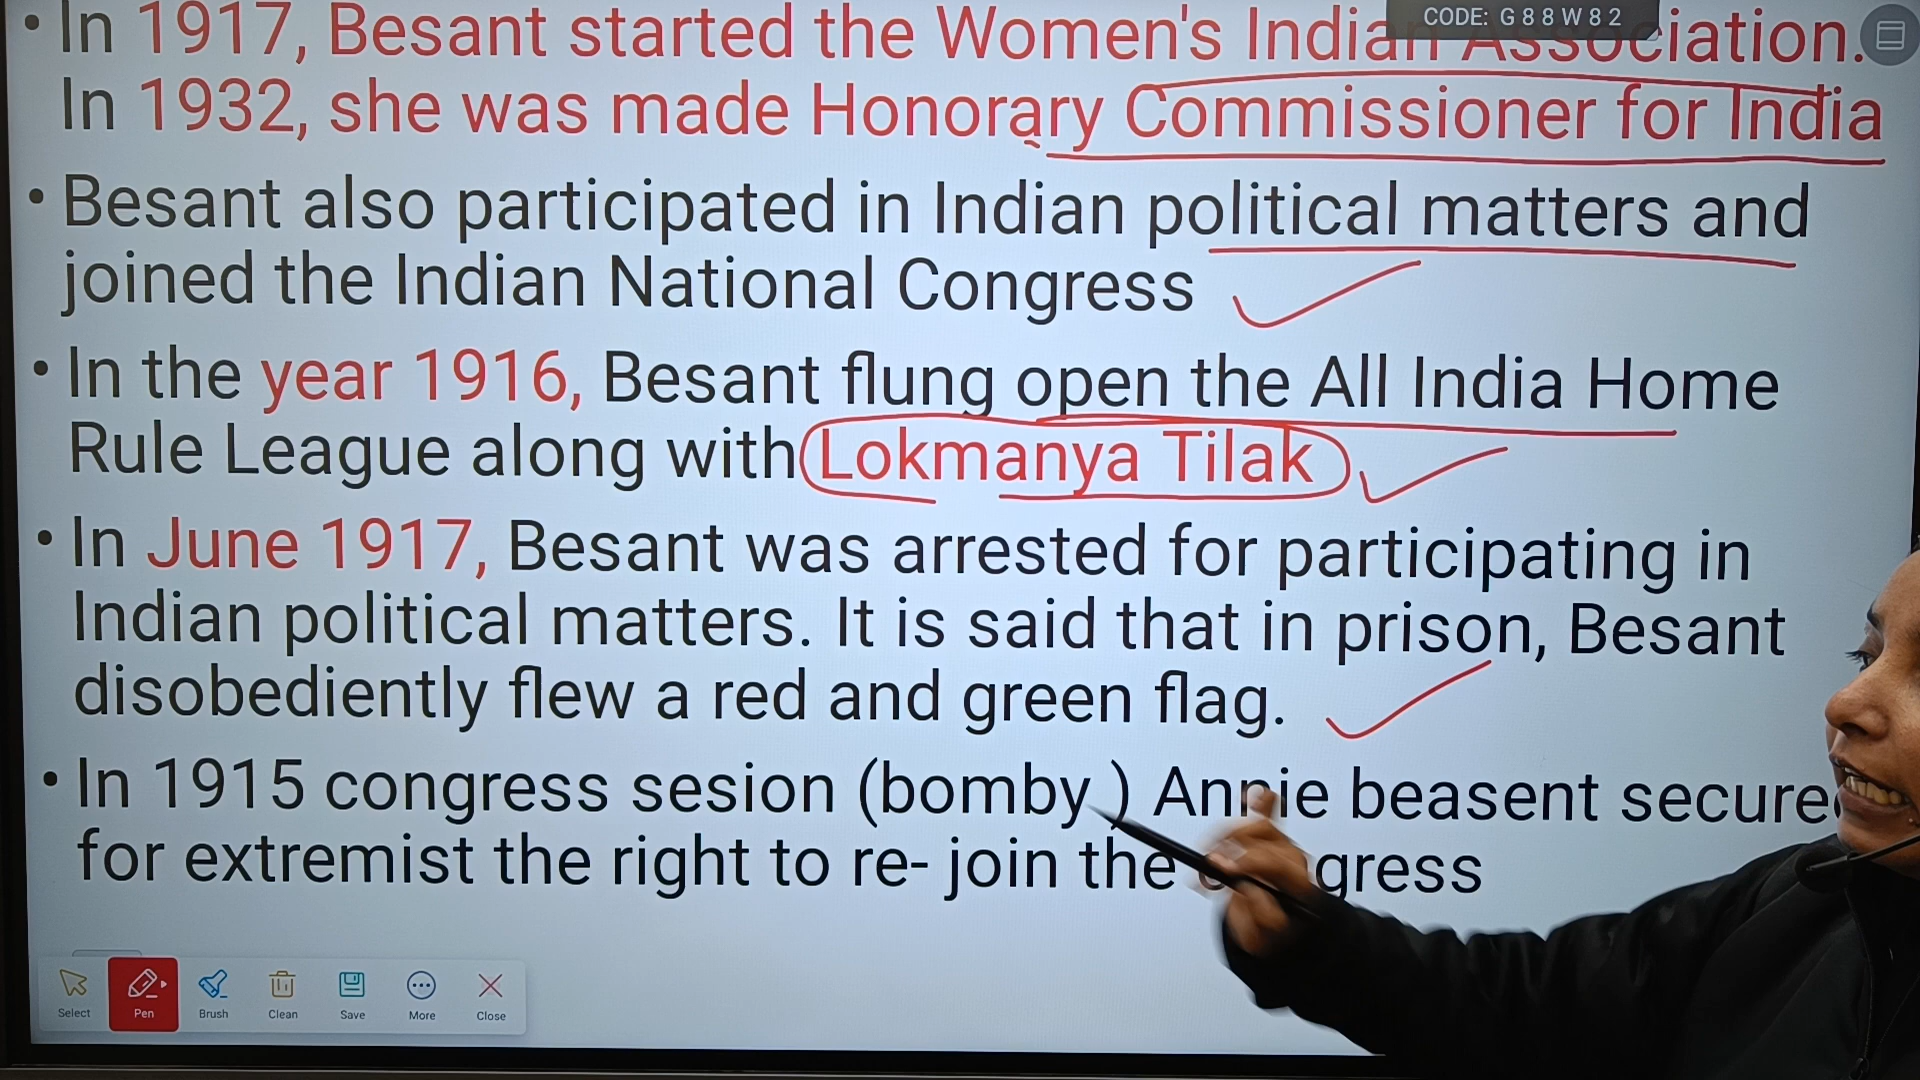 CODE: G88W82
• In 1917, Besant started the Women's Indian Association.
In 1932, she was made Honorary Commissioner for India
• Besant also participated in Indian political matters and
joined the Indian National Congress
• In the year 1916, Besant flung open the All India Home
Rule League along with Lokmanya Tilak
• In June 1917, Besant was arrested for participating in
Indian political matters. It is said that in prison, Besant
disobediently flew a red and green flag.
• In 1915 congress sesion (bomby ) Annie beasent secure
for extremist the right to re- join the gress
Select Pen Brush Clean Save More Close